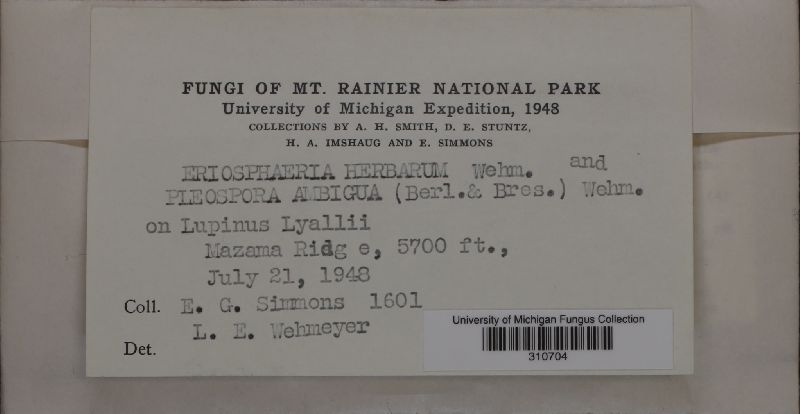 FUNGI OF MT. RAINIER NATIONAL PARK
University of Michigan Expedition, 1948
COLLECTIONS BY A. H. SMITH, D. E. STUNTZ,
H. A. IMSHAUG AND E. SIMMONS
ERIOSPHAERIA HERBARUM Wehm. and
PLEOSPORA AMBIGUA (Berl.& Bres.) Wehm.
on Lupinus Lyallii
Mazama Ridg e, 5700 ft.,
July 21, 1948
Coll. E. G. Simmons 1601
L. E. Wehmeyer
Det.
University of Michigan Fungus Collection
310704